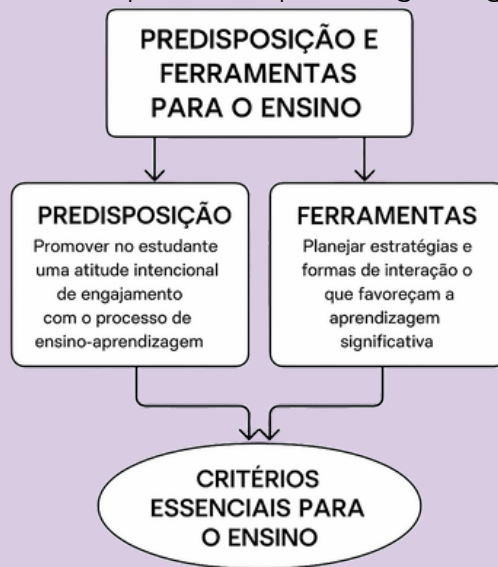 PREDISPOSIÇÃO E
FERRAMENTAS
PARA O ENSINO
PREDISPOSIÇÃO
Promover no estudante
uma atitude intencional
de engajamento
com o processo de
ensino-aprendizagem
FERRAMENTAS
Planejar estratégias e
formas de interação o
que favoreçam a
aprendizagem
significativa
CRITÉRIOS
ESSENCIAIS PARA
O ENSINO